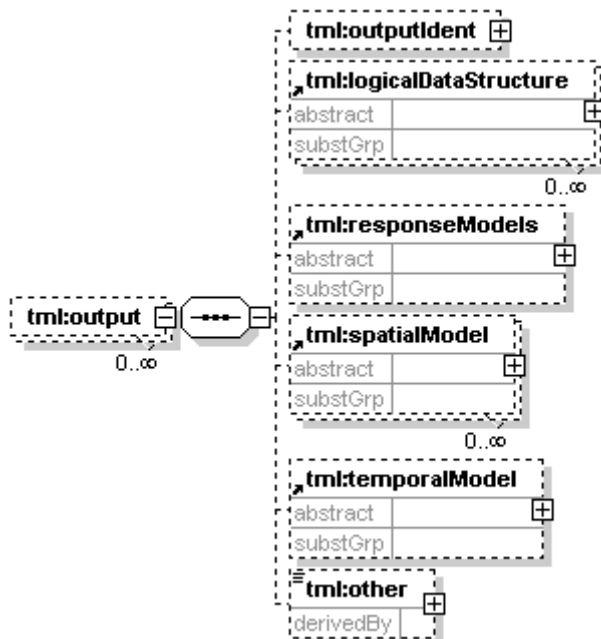 tml:outputIdent
tml:logicalDataStructure
abstract
substGrp
0..∞
tml:responseModels
abstract
substGrp
tml:output
0..∞
tml:spatialModel
abstract
substGrp
0..∞
tml:temporalModel
abstract
substGrp
tml:other
derivedBy